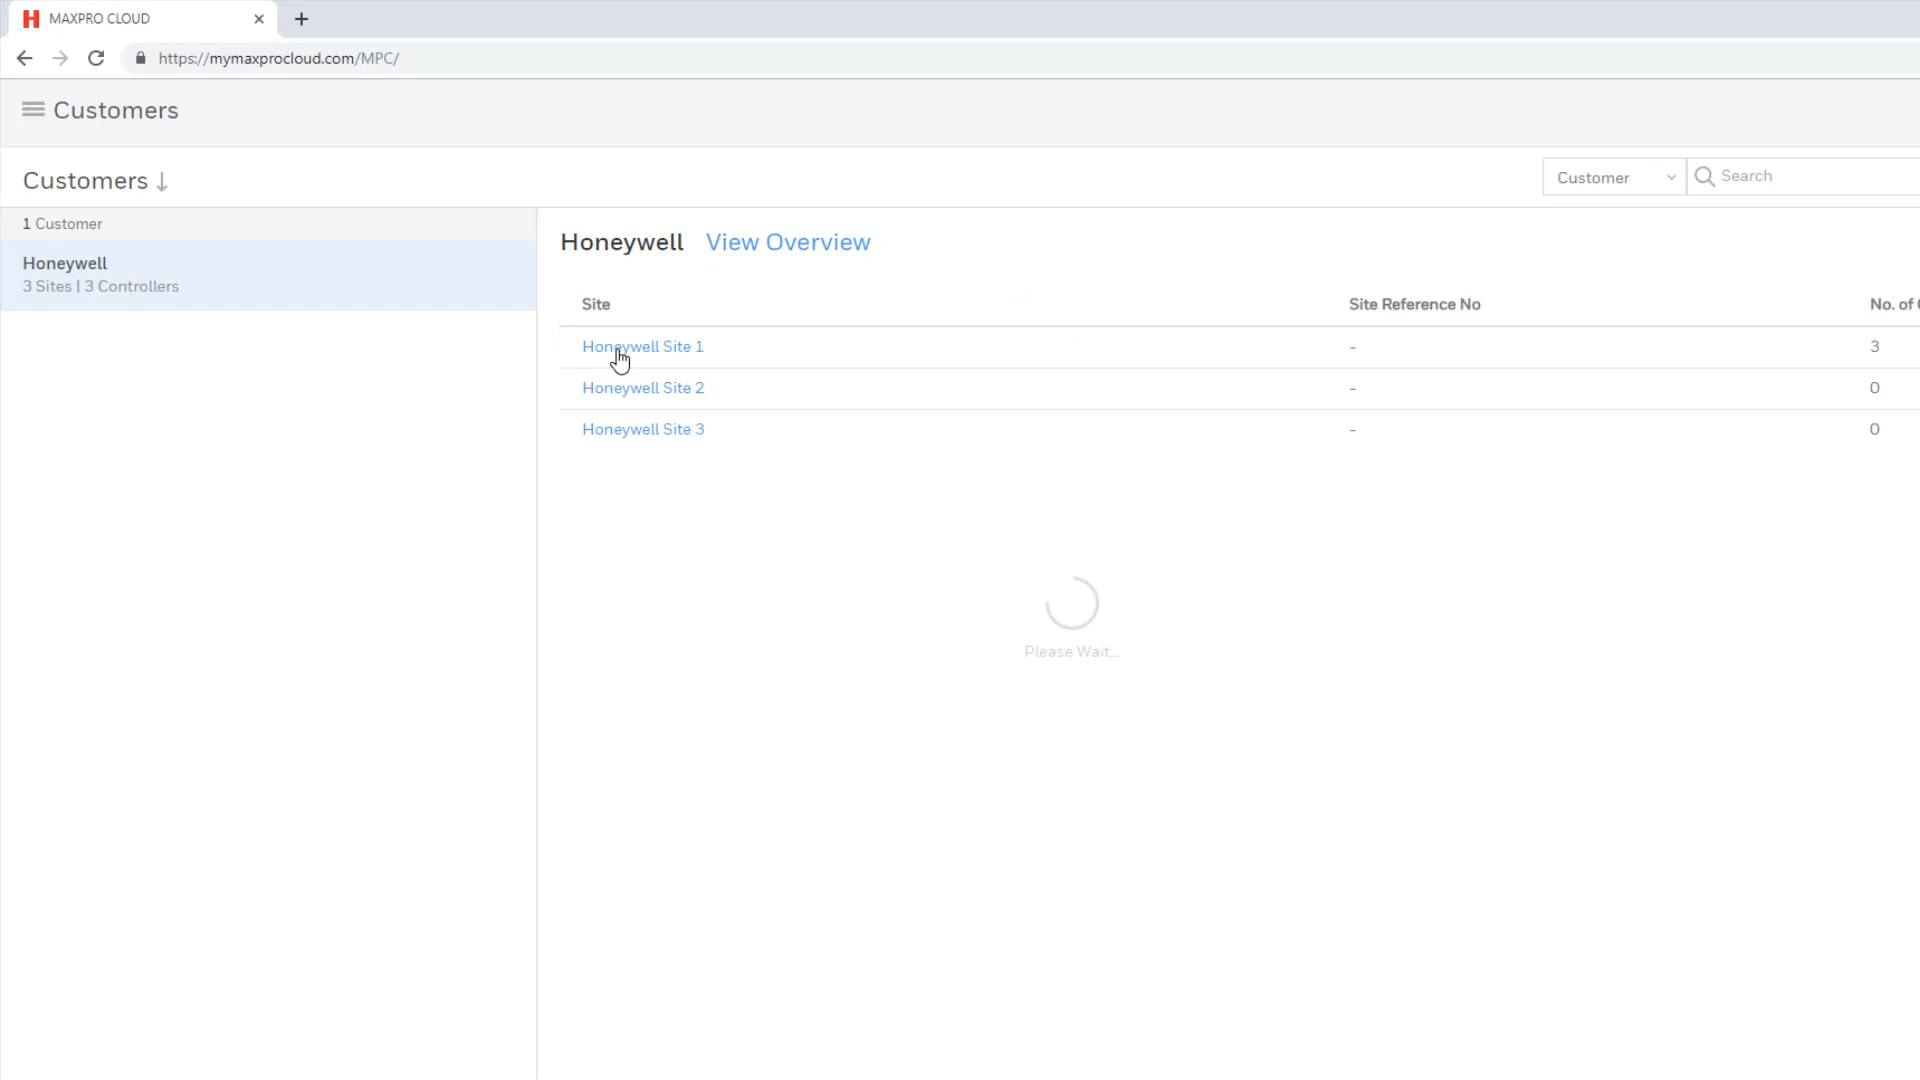 MAXPRO CLOUD
https://mymaxprocloud.com/MPC/
Customers
Customers
Customer
Search
1 Customer
Honeywell
3 Sites | 3 Controllers
Honeywell View Overview
Site Site Reference No No. of
Honeywell Site 1 - 3
Honeywell Site 2 - 0
Honeywell Site 3 - 0
Please Wait...